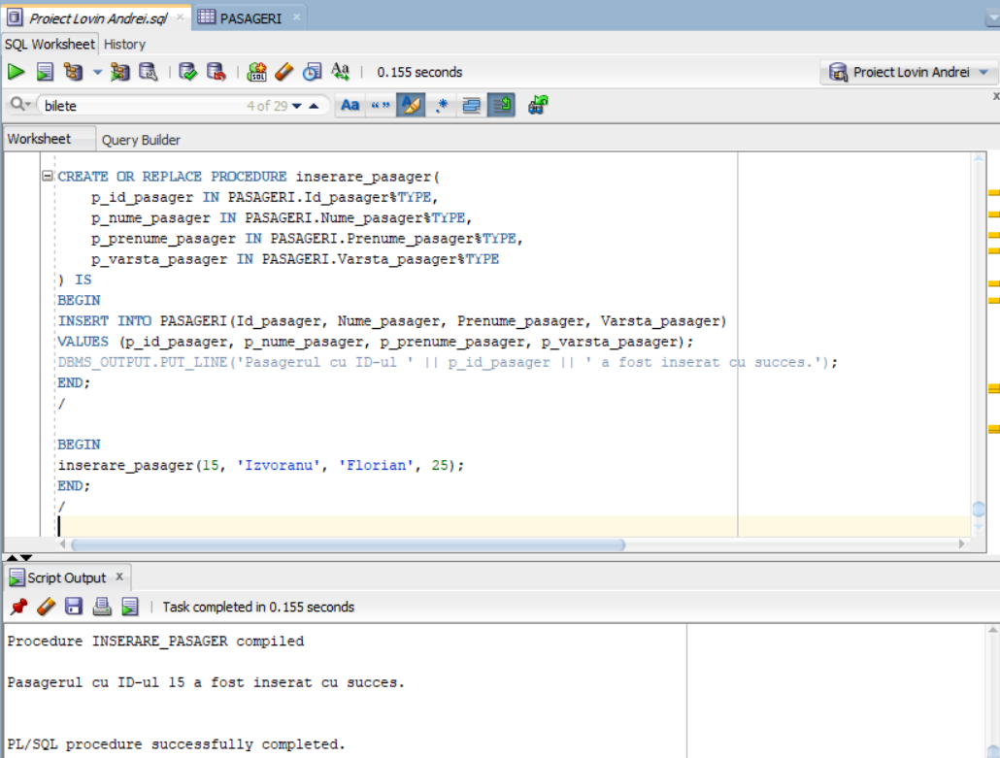 Proiect Lovin Andrei.sql × PASAGERI ×
SQL Worksheet History
0.155 seconds Proiect Lovin Andrei
bilete 4 of 29 Aa “” .*
x
Worksheet Query Builder
CREATE OR REPLACE PROCEDURE inserare_pasager(
p_id_pasager IN PASAGERI.Id_pasager%TYPE,
p_nume_pasager IN PASAGERI.Nume_pasager%TYPE,
p_prenume_pasager IN PASAGERI.Prenume_pasager%TYPE,
p_varsta_pasager IN PASAGERI.Varsta_pasager%TYPE
) IS
BEGIN
INSERT INTO PASAGERI(Id_pasager, Nume_pasager, Prenume_pasager, Varsta_pasager)
VALUES (p_id_pasager, p_nume_pasager, p_prenume_pasager, p_varsta_pasager);
DBMS_OUTPUT.PUT_LINE('Pasagerul cu ID-ul ' || p_id_pasager || ' a fost inserat cu succes.');
END;
/
BEGIN
inserare_pasager(15, 'Izvoranu', 'Florian', 25);
END;
/
Script Output x
Task completed in 0.155 seconds
Procedure INSERARE_PASAGER compiled
Pasagerul cu ID-ul 15 a fost inserat cu succes.
PL/SQL procedure successfully completed.